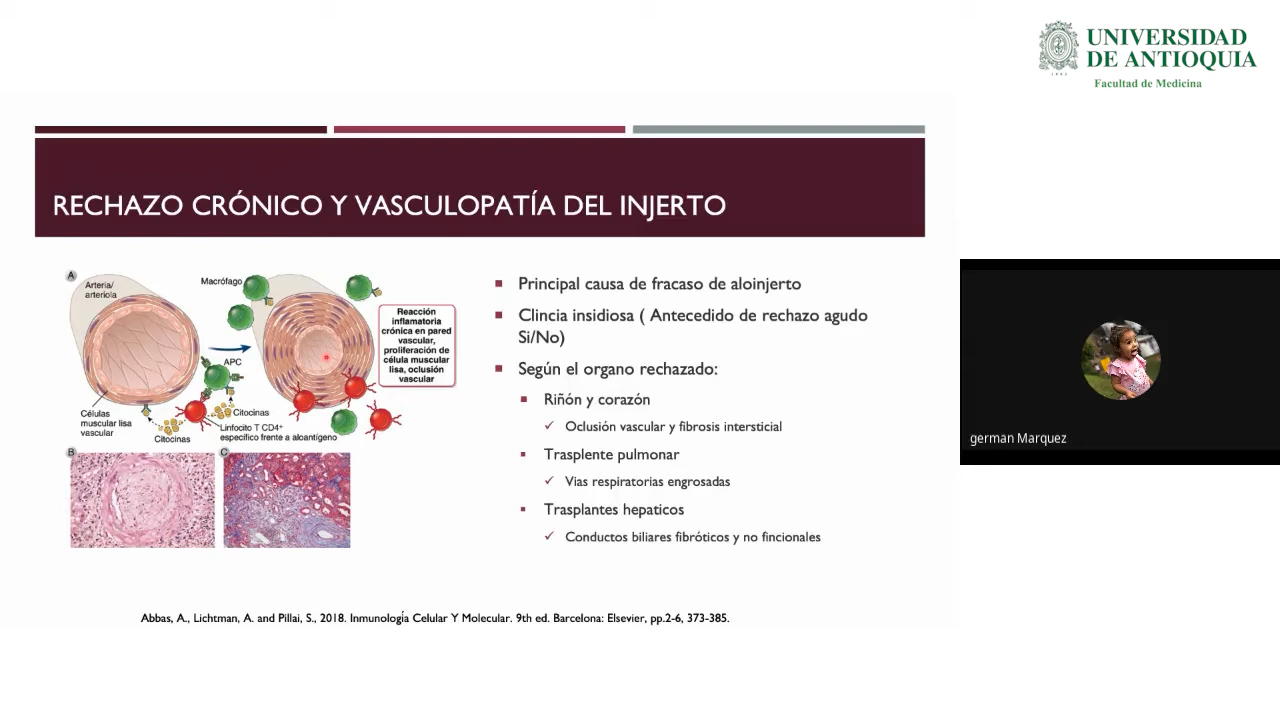 UNIVERSIDAD
DE ANTIOQUIA
1803
Facultad de Medicina
RECHAZO CRÓNICO Y VASCULOPATÍA DEL INJERTO
A
Arteria/
arteriola
Macrófago
Reacción
inflamatoria
crónica en pared
vascular,
proliferación de
célula muscular
lisa, oclusión
vascular
APC
Células
muscular lisa
vascular
Citocinas
Citocinas
Linfocito T CD4+
específico frente a aloantígeno
B
C
Principal causa de fracaso de aloinjerto
Clincia insidiosa ( Antecedido de rechazo agudo
Si/No)
Según el organo rechazado:
Riñón y corazón
Oclusión vascular y fibrosis intersticial
Trasplente pulmonar
Vias respiratorias engrosadas
Trasplantes hepaticos
Conductos biliares fibróticos y no fincionales
Abbas, A., Lichtman, A. and Pillai, S., 2018. Inmunología Celular Y Molecular. 9th ed. Barcelona: Elsevier, pp.2-6, 373-385.
german Marquez